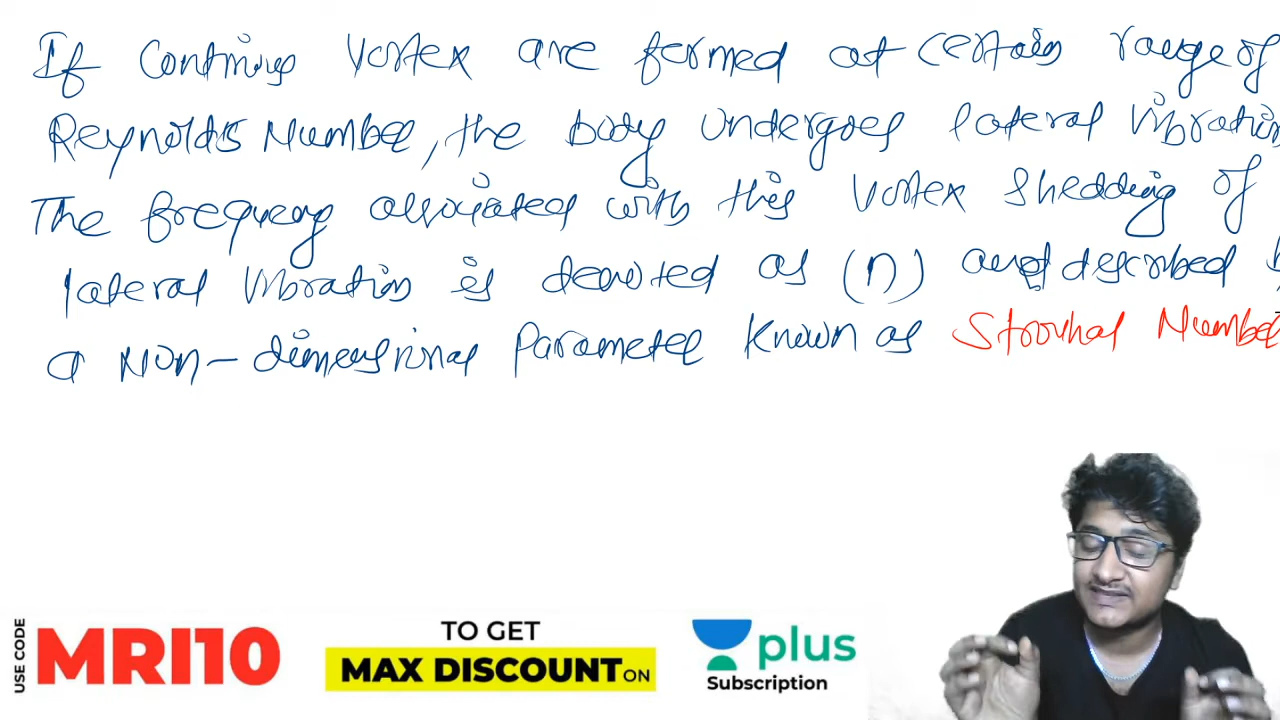 If Continuous Vortex are formed at certain range of
Reynolds Number, the body undergoes lateral vibration
The frequency associated with this Vortex Shedding of
lateral Vibration is denoted as (n) and described
a Non-dimensional Parameter known as Strouhal Number
USE CODE
MRI10
TO GET
MAX DISCOUNT ON
plus
Subscription